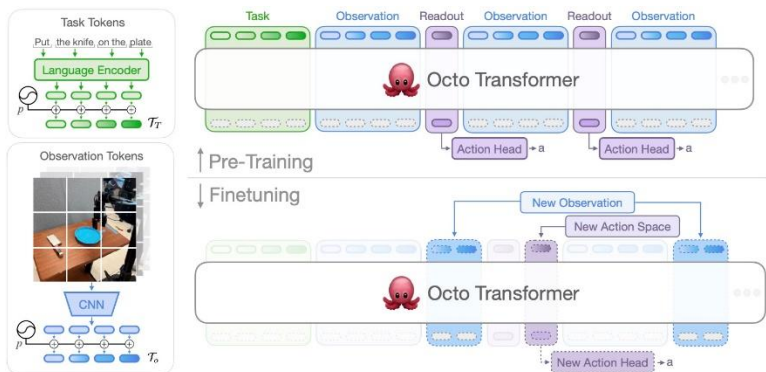 Task Tokens
Put, the knife, on the, plate
Language Encoder
p
𝒯_T
Observation Tokens
CNN
p
𝒯_o
Task
Observation
Readout
Observation
Readout
Observation
Octo Transformer
Action Head
a
Action Head
a
Pre-Training
Finetuning
New Observation
New Action Space
Octo Transformer
New Action Head
a